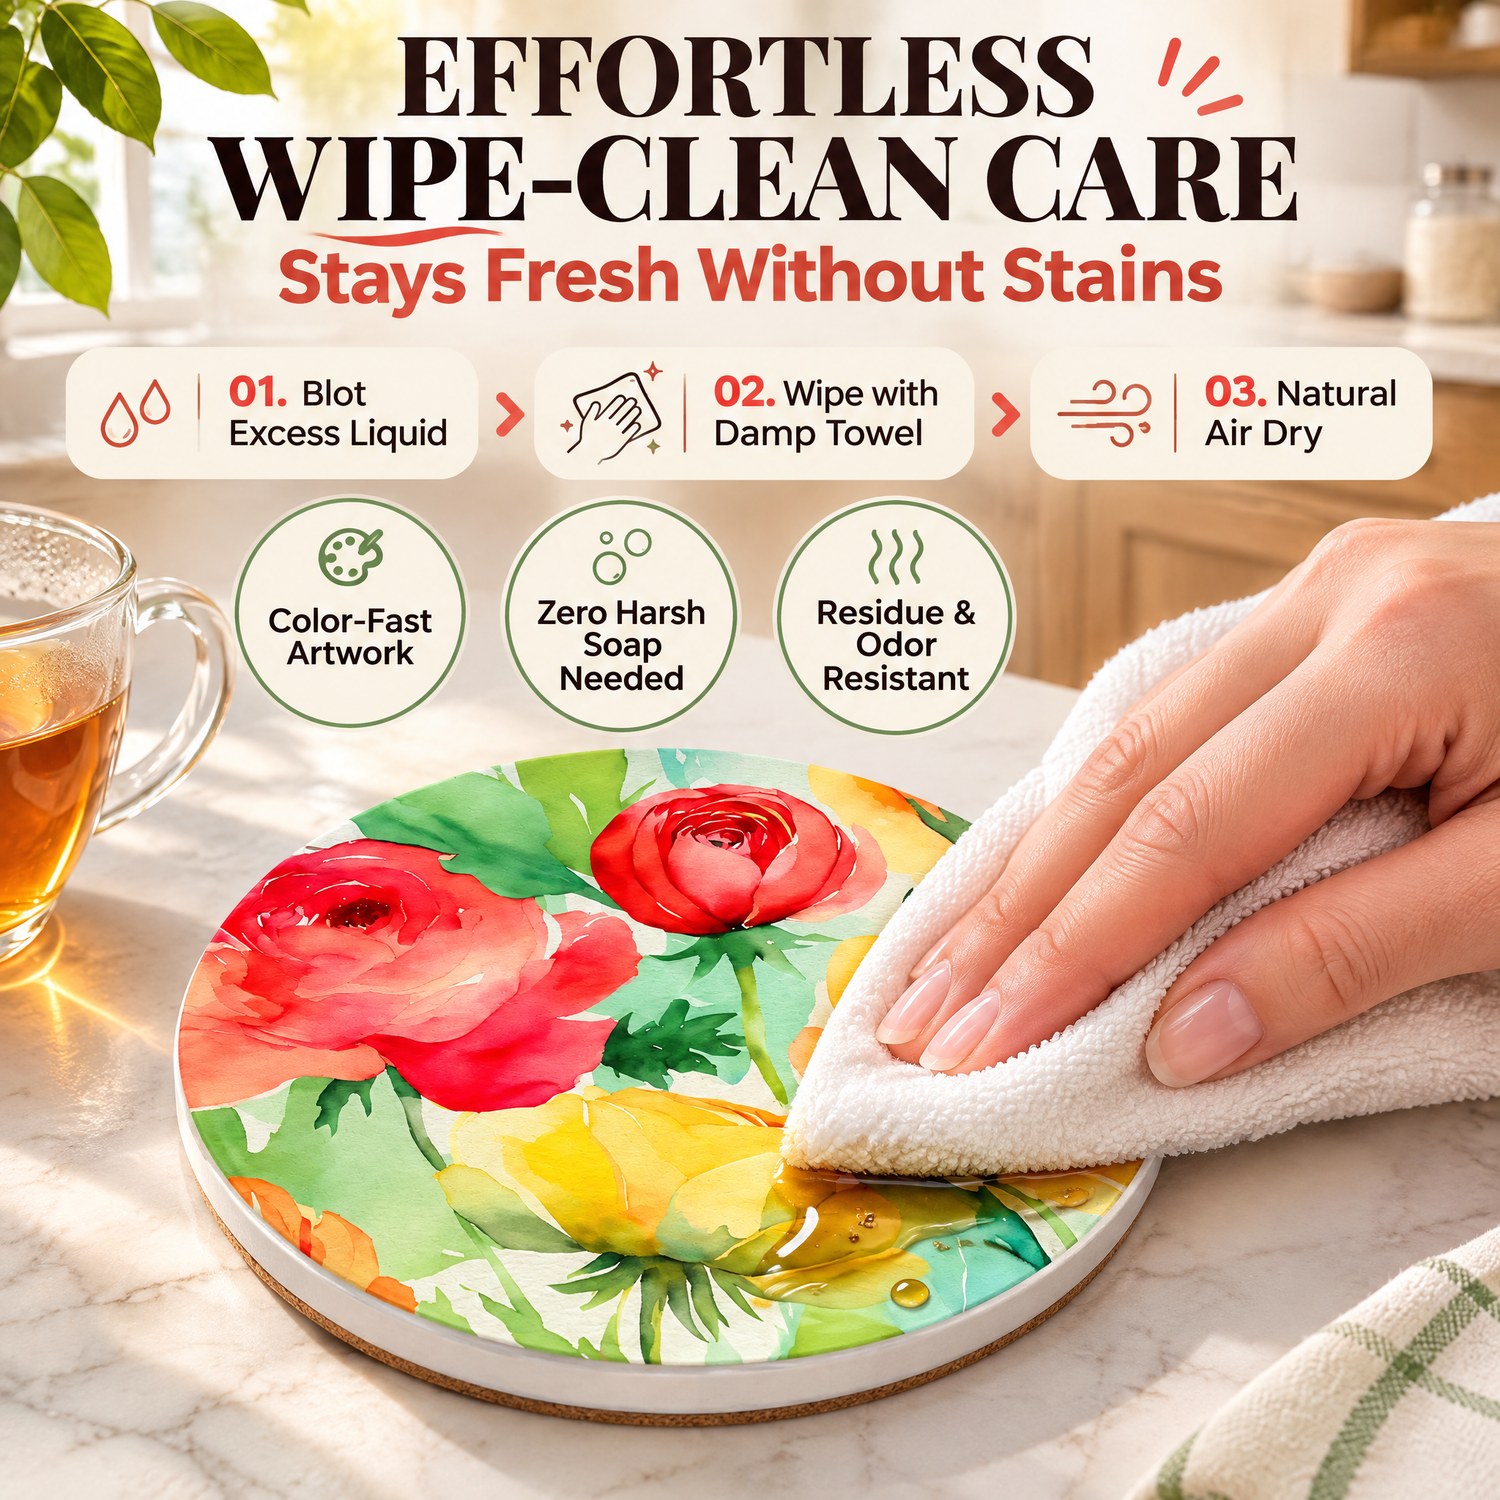 EFFORTLESS
WIPE-CLEAN CARE
Stays Fresh Without Stains
01. Blot
Excess Liquid
02. Wipe with
Damp Towel
03. Natural
Air Dry
Color-Fast
Artwork
Zero Harsh
Soap
Needed
Residue &
Odor
Resistant